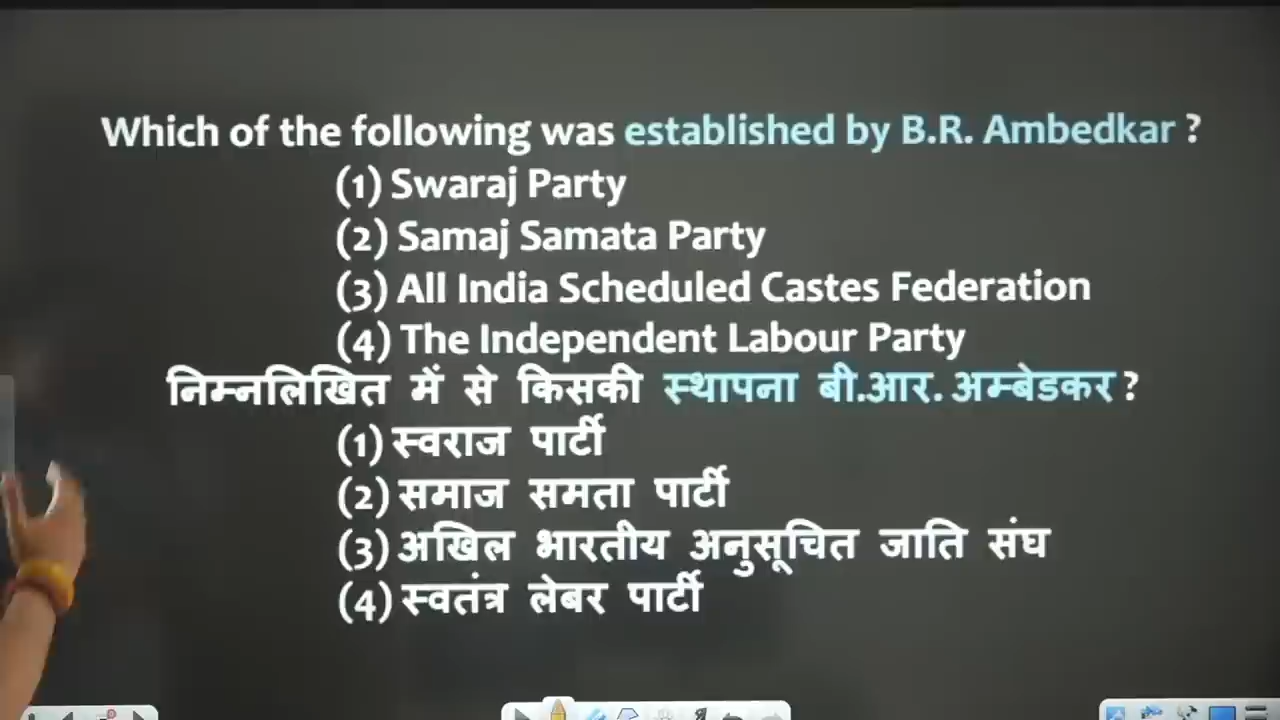 Which of the following was established by B.R. Ambedkar ?
(1) Swaraj Party
(2) Samaj Samata Party
(3) All India Scheduled Castes Federation
(4) The Independent Labour Party
निम्नलिखित में से किसकी स्थापना बी.आर. अम्बेडकर ?
(1) स्वराज पार्टी
(2) समाज समता पार्टी
(3) अखिल भारतीय अनुसूचित जाति संघ
(4) स्वतंत्र लेबर पार्टी